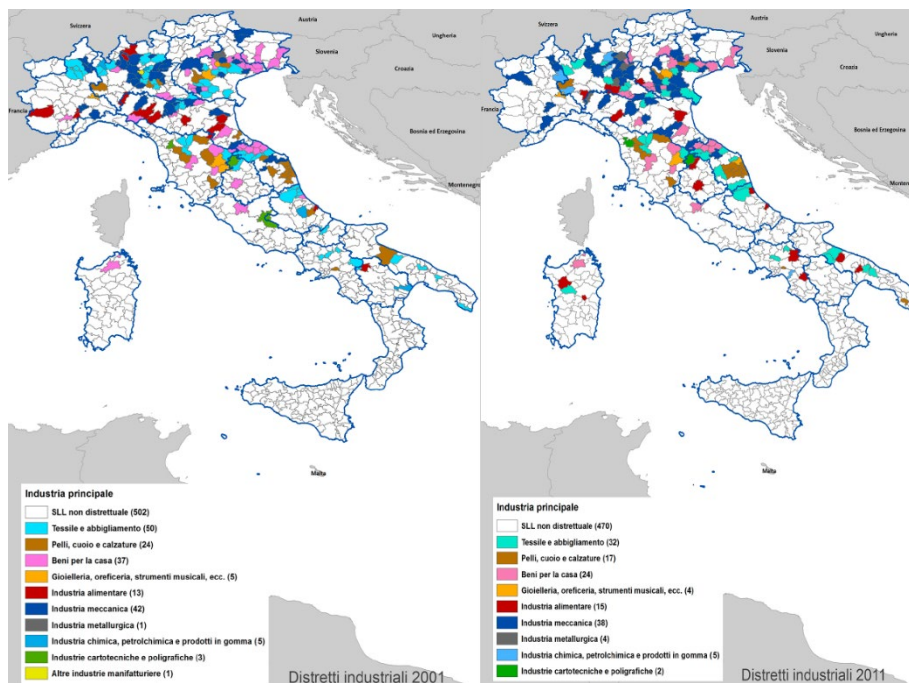 Svizzera
Austria
Ungheria
Slovenia
Croazia
Francia
Bosnia ed Erzegovina
Montenegro
Malta
Industria principale
SLL non distrettuale (502)
Tessile e abbigliamento (50)
Pelli, cuoio e calzature (24)
Beni per la casa (37)
Gioielleria, oreficeria, strumenti musicali, ecc. (5)
Industria alimentare (13)
Industria meccanica (42)
Industria metallurgica (1)
Industria chimica, petrolchimica e prodotti in gomma (5)
Industrie cartotecniche e poligrafiche (3)
Altre industrie manifatturiere (1)
Distretti industriali 2001
Svizzera
Austria
Ungheria
Slovenia
Croazia
Francia
Bosnia ed Erzegovina
Montenegro
Malta
Industria principale
SLL non distrettuale (470)
Tessile e abbigliamento (32)
Pelli, cuoio e calzature (17)
Beni per la casa (24)
Gioielleria, oreficeria, strumenti musicali, ecc. (4)
Industria alimentare (15)
Industria meccanica (38)
Industria metallurgica (4)
Industria chimica, petrolchimica e prodotti in gomma (5)
Industrie cartotecniche e poligrafiche (2)
Distretti industriali 2011